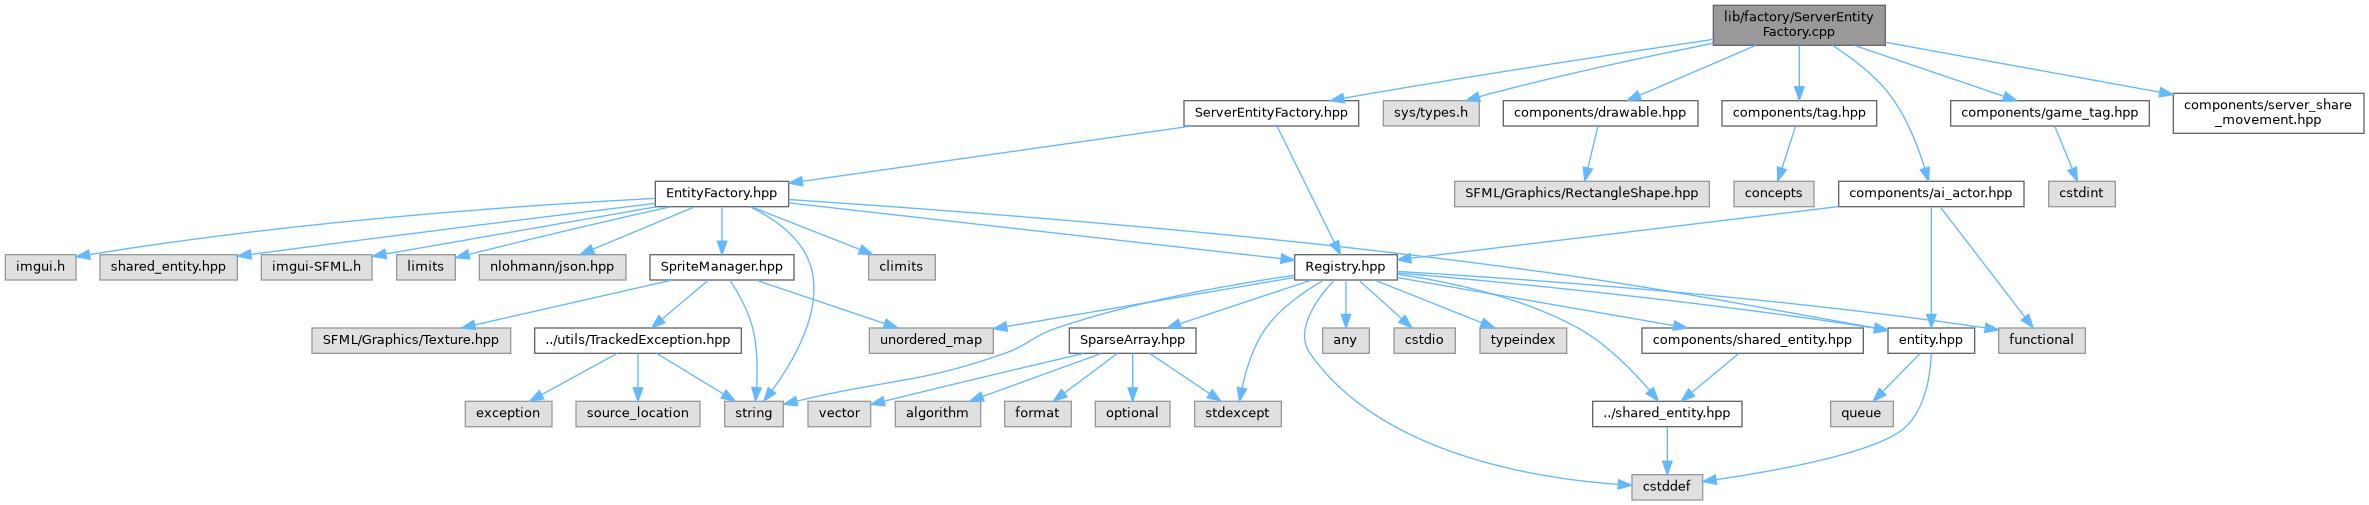 lib/factory/ServerEntity
Factory.cpp
ServerEntityFactory.hpp
sys/types.h
components/drawable.hpp
components/tag.hpp
components/game_tag.hpp
components/server_share
_movement.hpp
EntityFactory.hpp
SFML/Graphics/RectangleShape.hpp
concepts
components/ai_actor.hpp
cstdint
imgui.h
shared_entity.hpp
imgui-SFML.h
limits
nlohmann/json.hpp
SpriteManager.hpp
climits
Registry.hpp
SFML/Graphics/Texture.hpp
../utils/TrackedException.hpp
unordered_map
SparseArray.hpp
any
cstdio
typeindex
components/shared_entity.hpp
entity.hpp
functional
exception
source_location
string
vector
algorithm
format
optional
stdexcept
../shared_entity.hpp
queue
cstddef